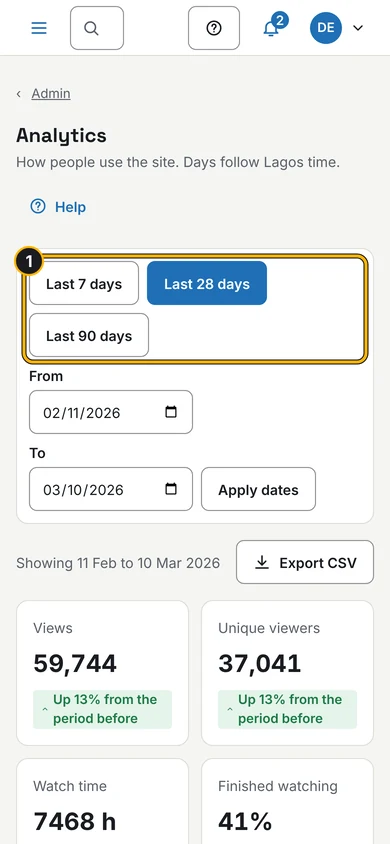 2
DE
‹ Admin
Analytics
How people use the site. Days follow Lagos time.
Help
1
Last 7 days
Last 28 days
Last 90 days
From
02/11/2026
To
03/10/2026
Apply dates
Showing 11 Feb to 10 Mar 2026
Export CSV
Views
59,744
Up 13% from the
period before
Unique viewers
37,041
Up 13% from the
period before
Watch time
7468 h
Finished watching
41%